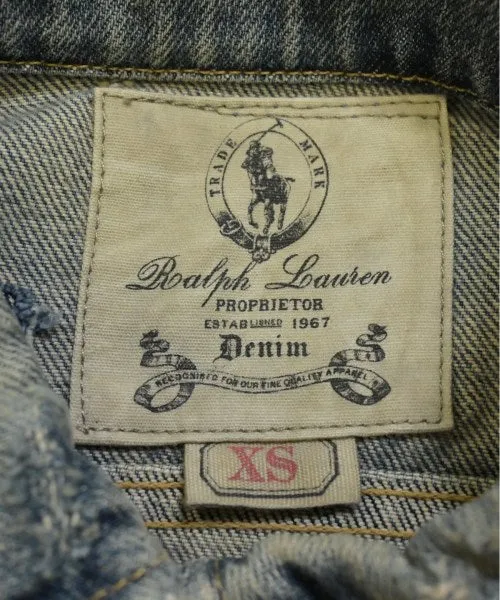 TRADE MARK
Ralph Lauren
PROPRIETOR
ESTABLISHED 1967
Denim
RECOGNISED FOR OUR FINE QUALITY APPAREL
XS